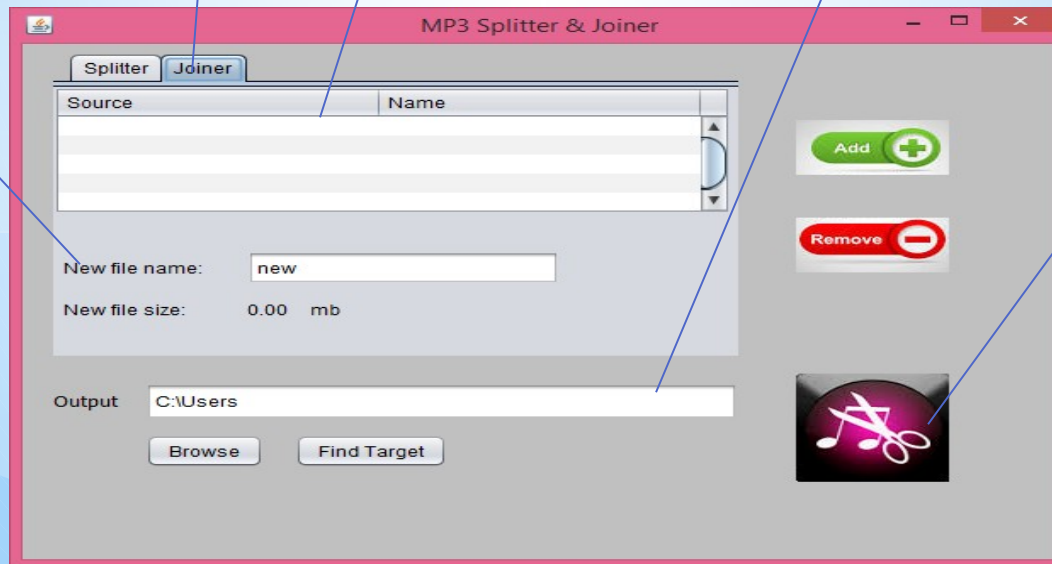 MP3 Splitter & Joiner
Splitter Joiner
Source Name
Add
Remove
New file name: new
New file size: 0.00 mb
Output C:\Users
Browse Find Target